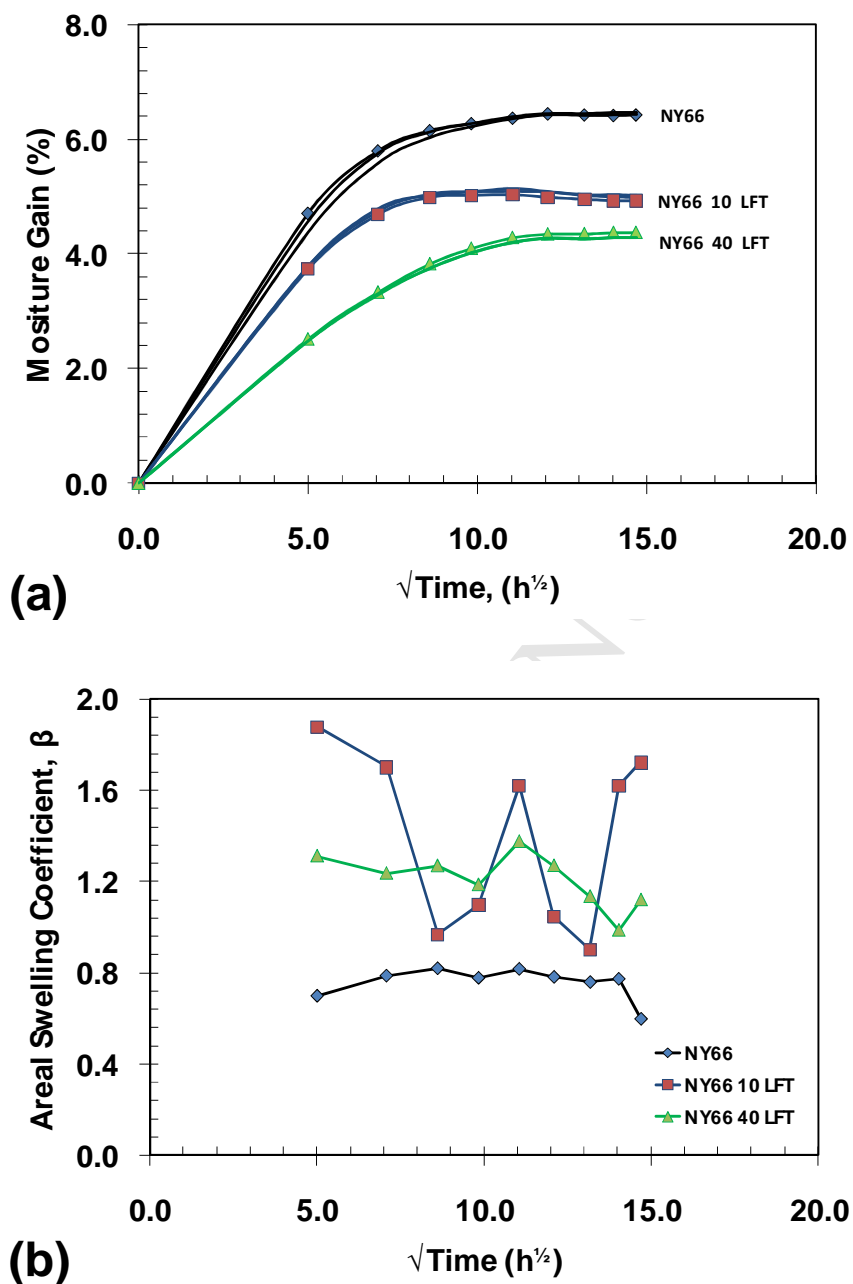 8.0
6.0
4.0
2.0
0.0
Mositure Gain (%)
NY66
NY66 10 LFT
NY66 40 LFT
0.0 5.0 10.0 15.0 20.0
√Time, (h½)
(a)
2.0
1.6
1.2
0.8
0.4
0.0
Areal Swelling Coefficient, β
NY66
NY66 10 LFT
NY66 40 LFT
0.0 5.0 10.0 15.0 20.0
√Time (h½)
(b)